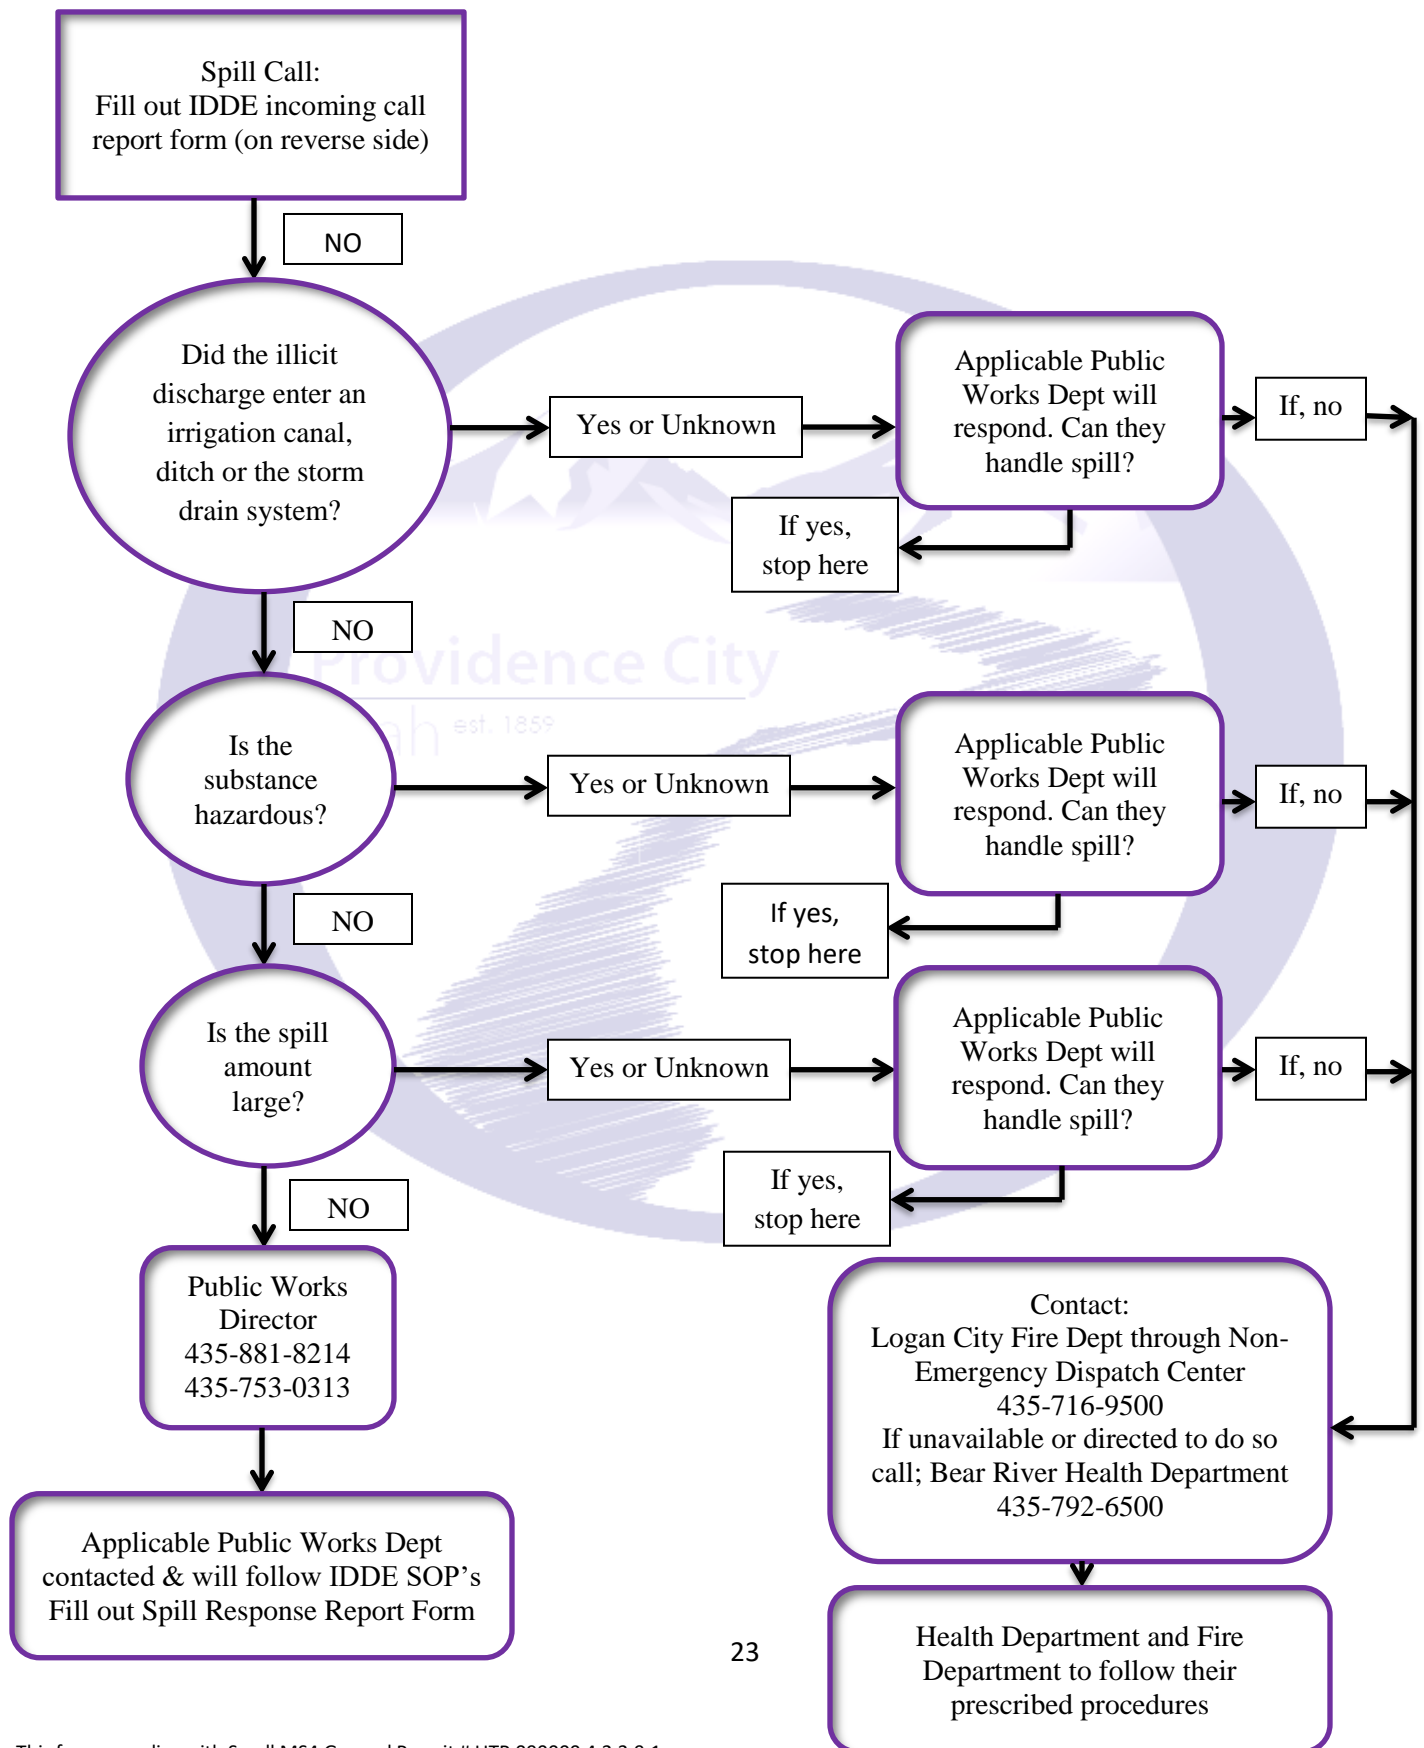 Spill Call:
Fill out IDDE incoming call
report form (on reverse side)
NO
Did the illicit
discharge enter an
irrigation canal,
ditch or the storm
drain system?
Yes or Unknown
Applicable Public
Works Dept will
respond. Can they
handle spill?
If, no
If yes,
stop here
NO
Providence City
est. 1859
Is the
substance
hazardous?
Yes or Unknown
Applicable Public
Works Dept will
respond. Can they
handle spill?
If, no
If yes,
stop here
NO
Is the spill
amount
large?
Yes or Unknown
Applicable Public
Works Dept will
respond. Can they
handle spill?
If, no
If yes,
stop here
NO
Public Works
Director
435-881-8214
435-753-0313
Applicable Public Works Dept
contacted & will follow IDDE SOP's
Fill out Spill Response Report Form
Contact:
Logan City Fire Dept through Non-
Emergency Dispatch Center
435-716-9500
If unavailable or directed to do so
call; Bear River Health Department
435-792-6500
Health Department and Fire
Department to follow their
prescribed procedures
23